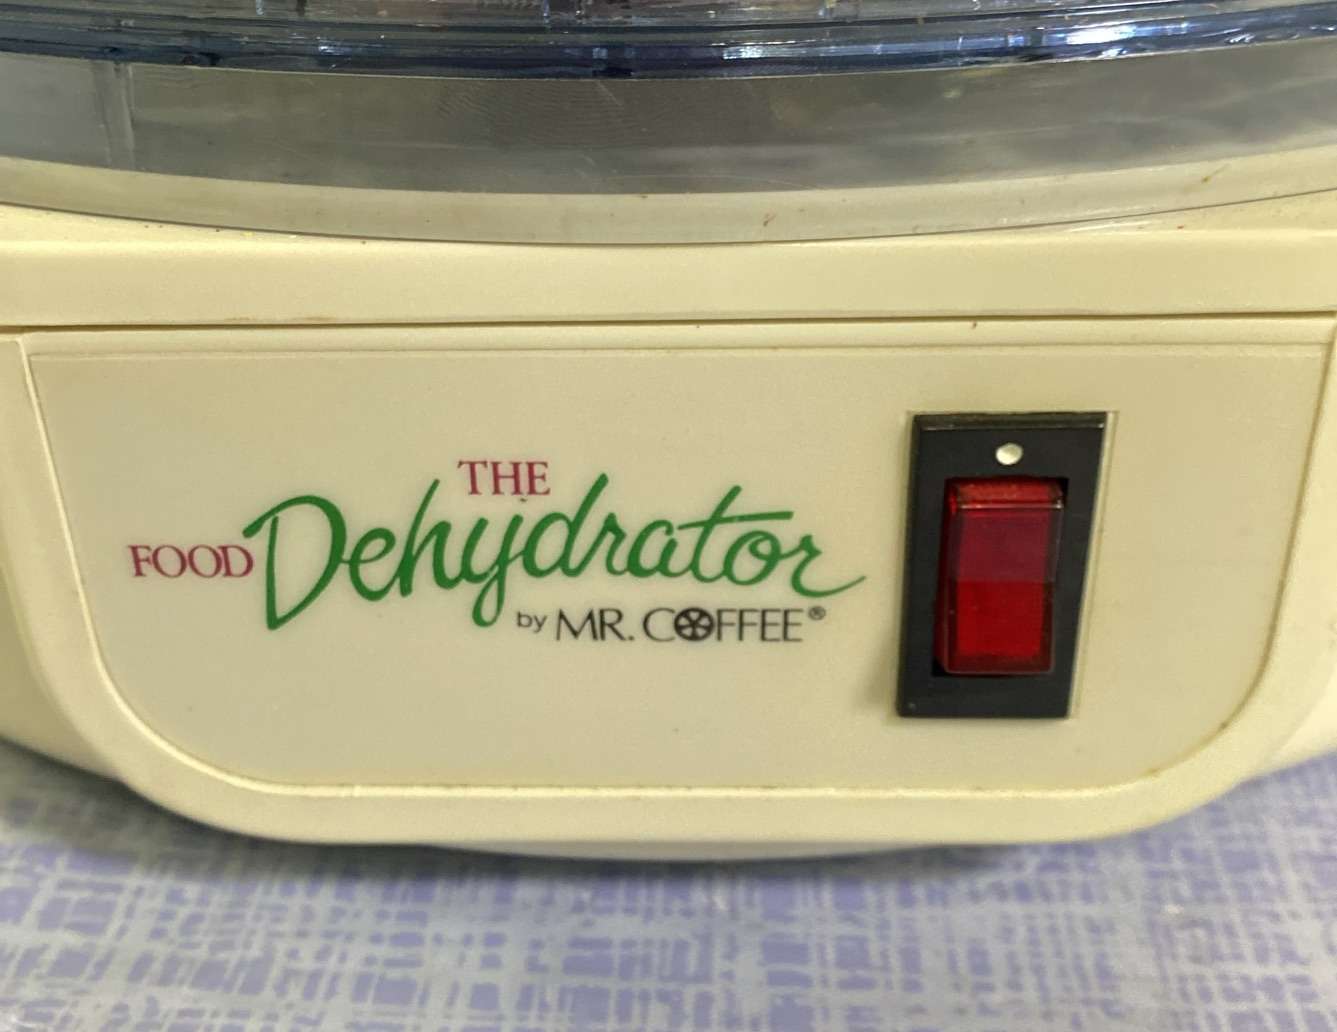 THE
FOOD Dehydrator
by MR. COFFEE®